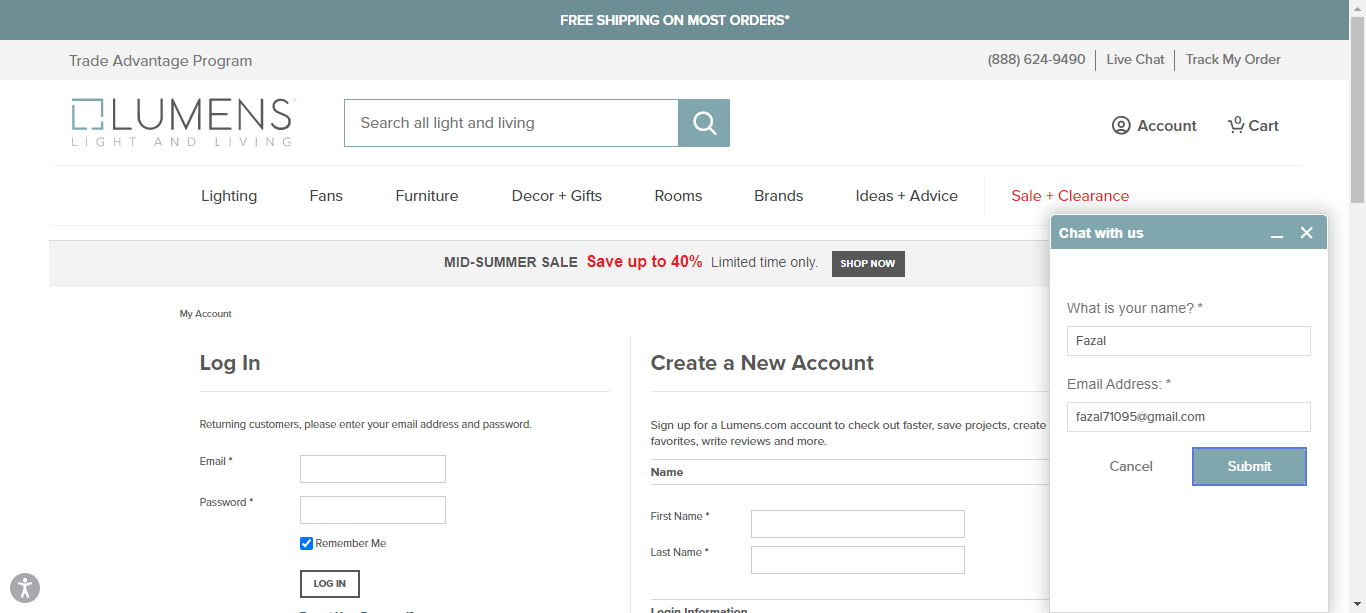 FREE SHIPPING ON MOST ORDERS*
Trade Advantage Program
(888) 624-9490
Live Chat
Track My Order
LUMENS
LIGHT AND LIVING
Search all light and living
Account
0
Cart
Lighting
Fans
Furniture
Decor + Gifts
Rooms
Brands
Ideas + Advice
Sale + Clearance
MID-SUMMER SALE Save up to 40% Limited time only.
SHOP NOW
My Account
Log In
Returning customers, please enter your email address and password.
Email *
Password *
Remember Me
LOG IN
Create a New Account
Sign up for a Lumens.com account to check out faster, save projects, create
favorites, write reviews and more.
Name
First Name *
Last Name *
Login Information
Chat with us
What is your name? *
Fazal
Email Address: *
fazal71095@gmail.com
Cancel
Submit